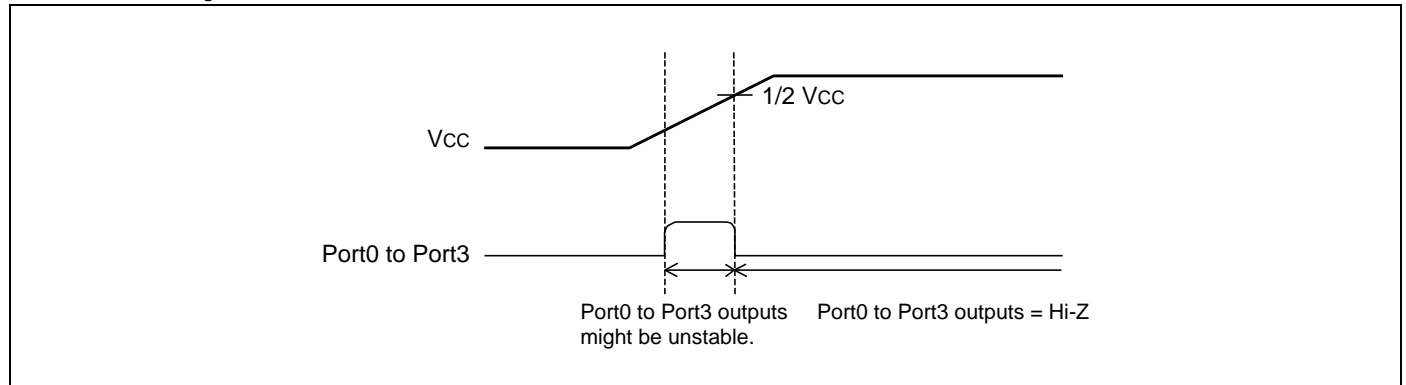 1/2 VCC
VCC
Port0 to Port3
Port0 to Port3 outputs
might be unstable.
Port0 to Port3 outputs = Hi-Z